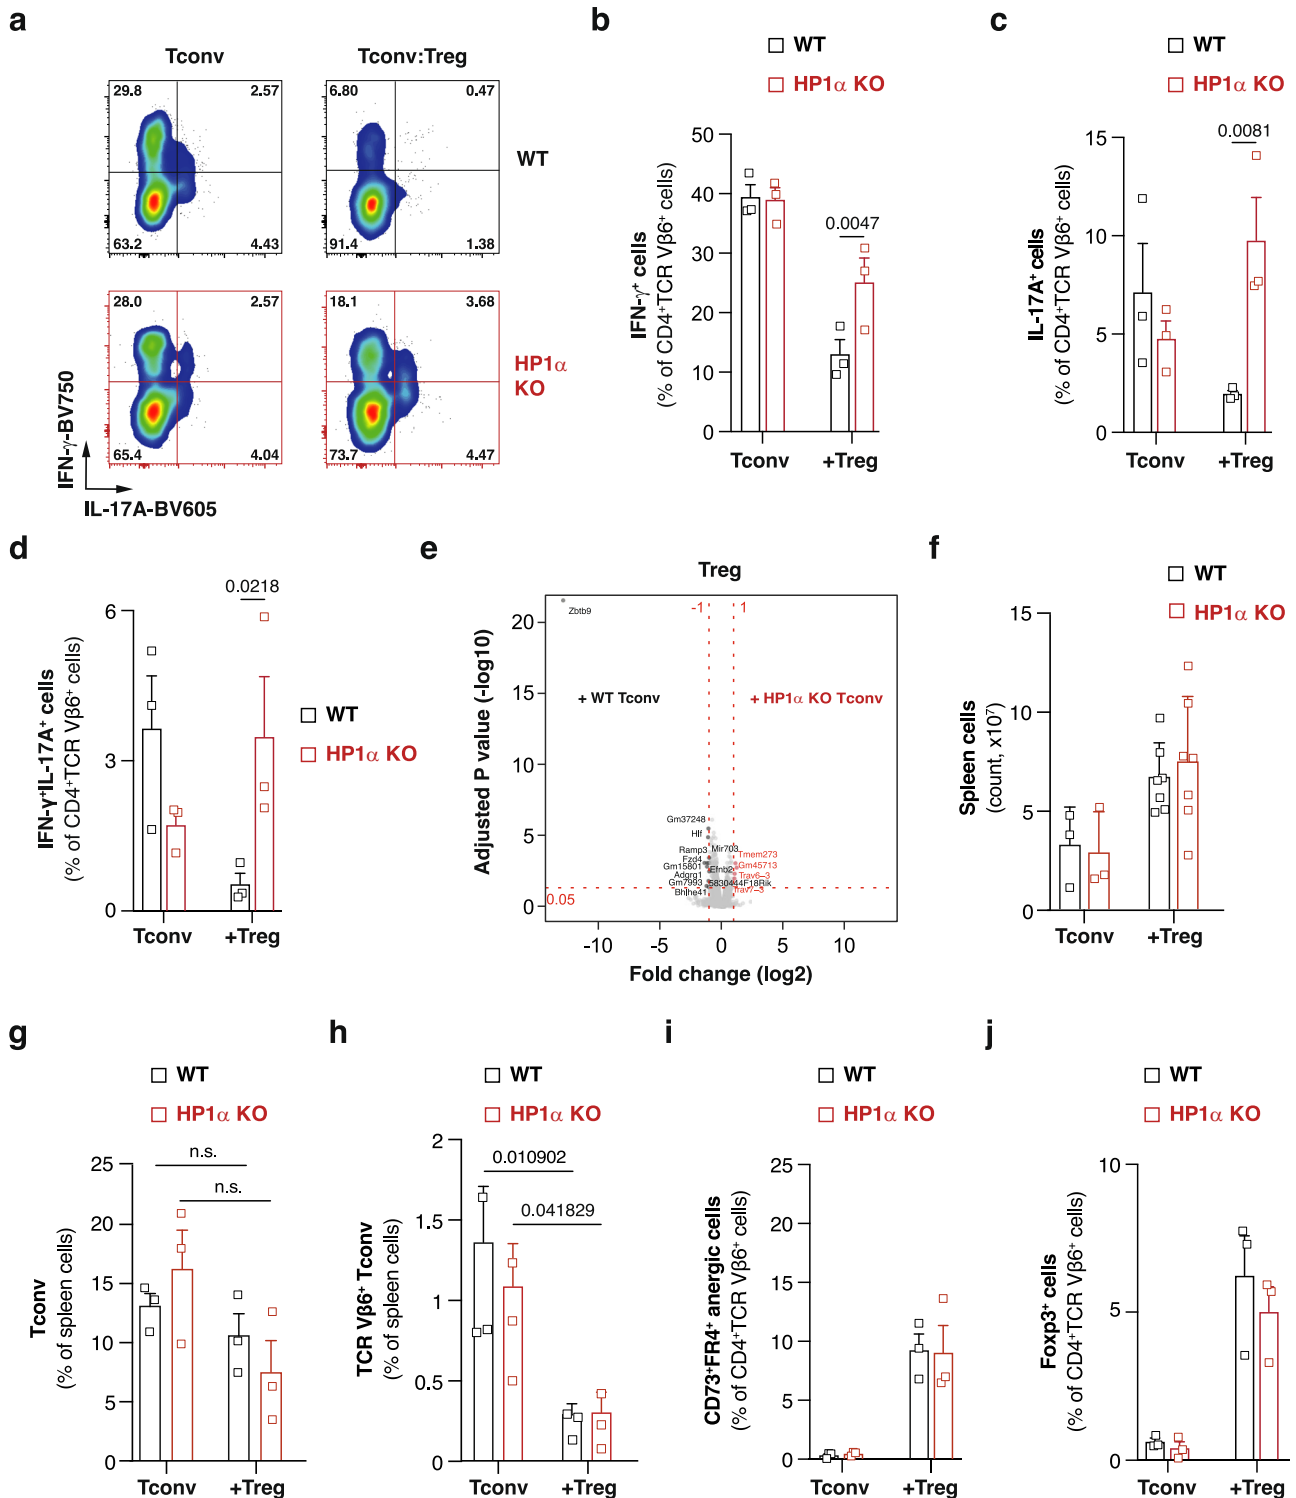 a
Tconv
Tconv:Treg
29.8
2.57
63.2
4.43
6.80
0.47
91.4
1.38
WT
28.0
2.57
65.4
4.04
18.1
3.68
73.7
4.47
HP1α
KO
IFN-γ-BV750
IL-17A-BV605
b
WT
HP1α KO
IFN-γ+ cells
(% of CD4+TCR Vβ6+ cells)
50
40
30
20
10
0
0.0047
Tconv
+Treg
c
WT
HP1α KO
IL-17A+ cells
(% of CD4+TCR Vβ6+ cells)
15
10
5
0
0.0081
Tconv
+Treg
d
IFN-γ+IL-17A+ cells
(% of CD4+TCR Vβ6+ cells)
6
3
0
0.0218
Tconv
+Treg
WT
HP1α KO
e
Treg
Adjusted P value (-log10)
20
15
10
5
0
Zbtb9
-1
1
+ WT Tconv
+ HP1α KO Tconv
Gm37248
Hlf
Ramp3
Mir703
Tmem273
Fzd4
Gm15801
Efnb2
Gm45713
Adgrg1
Trav6-3
Gm7993
5830444F18Rik
Bhlhe41
Trav7-3
0.05
-10
-5
0
5
10
Fold change (log2)
f
WT
HP1α KO
Spleen cells
(count, x10⁷)
15
10
5
0
Tconv
+Treg
g
WT
HP1α KO
Tconv
(% of spleen cells)
25
20
15
10
5
0
n.s.
n.s.
Tconv
+Treg
h
WT
HP1α KO
TCR Vβ6+ Tconv
(% of spleen cells)
2
1.5
1
0.5
0
0.010902
0.041829
Tconv
+Treg
i
WT
HP1α KO
CD73+FR4+ anergic cells
(% of CD4+TCR Vβ6+ cells)
25
20
15
10
5
0
Tconv
+Treg
j
WT
HP1α KO
Foxp3+ cells
(% of CD4+TCR Vβ6+ cells)
10
5
0
Tconv
+Treg